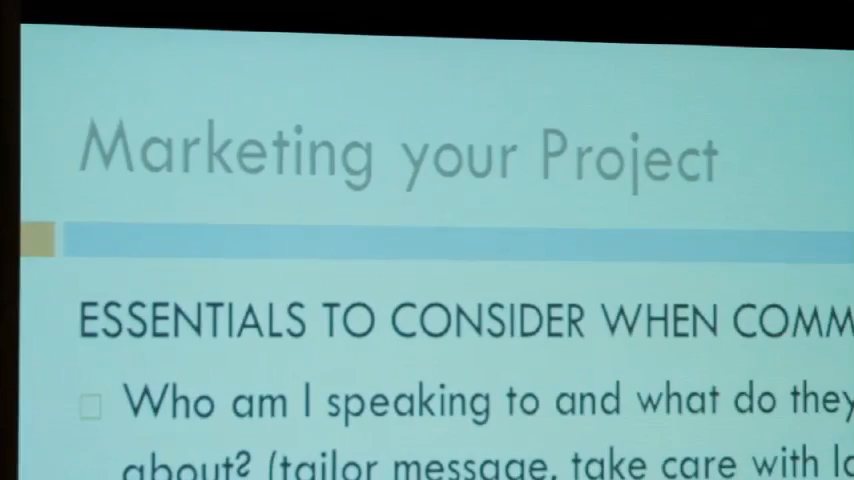 Marketing your Project
ESSENTIALS TO CONSIDER WHEN
Who am I speaking to and what do they
about? (tailor message, take care with